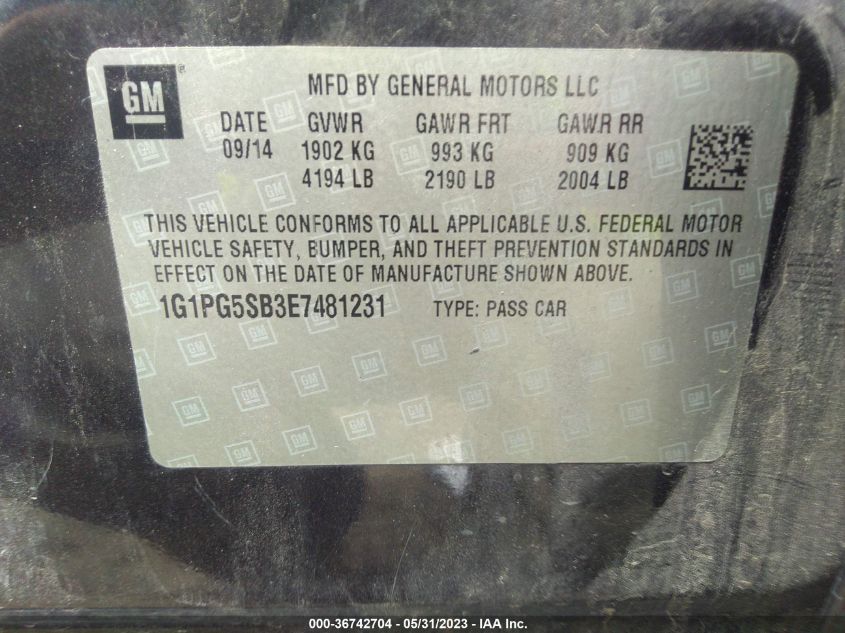 GM
MFD BY GENERAL MOTORS LLC
DATE GVWR GAWR FRT GAWR RR
09/14 1902 KG 993 KG 909 KG
4194 LB 2190 LB 2004 LB
THIS VEHICLE CONFORMS TO ALL APPLICABLE U.S. FEDERAL MOTOR
VEHICLE SAFETY, BUMPER, AND THEFT PREVENTION STANDARDS IN
EFFECT ON THE DATE OF MANUFACTURE SHOWN ABOVE.
1G1PG5SB3E7481231 TYPE: PASS CAR
000-36742704 - 05/31/2023 - IAA Inc.